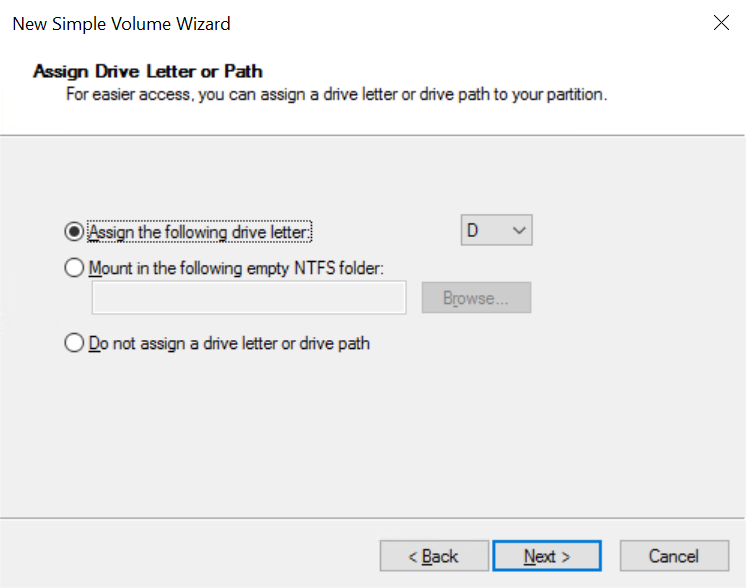 New Simple Volume Wizard
Assign Drive Letter or Path
For easier access, you can assign a drive letter or drive path to your partition.
Assign the following drive letter: D
Mount in the following empty NTFS folder:
Browse...
Do not assign a drive letter or drive path
< Back Next > Cancel